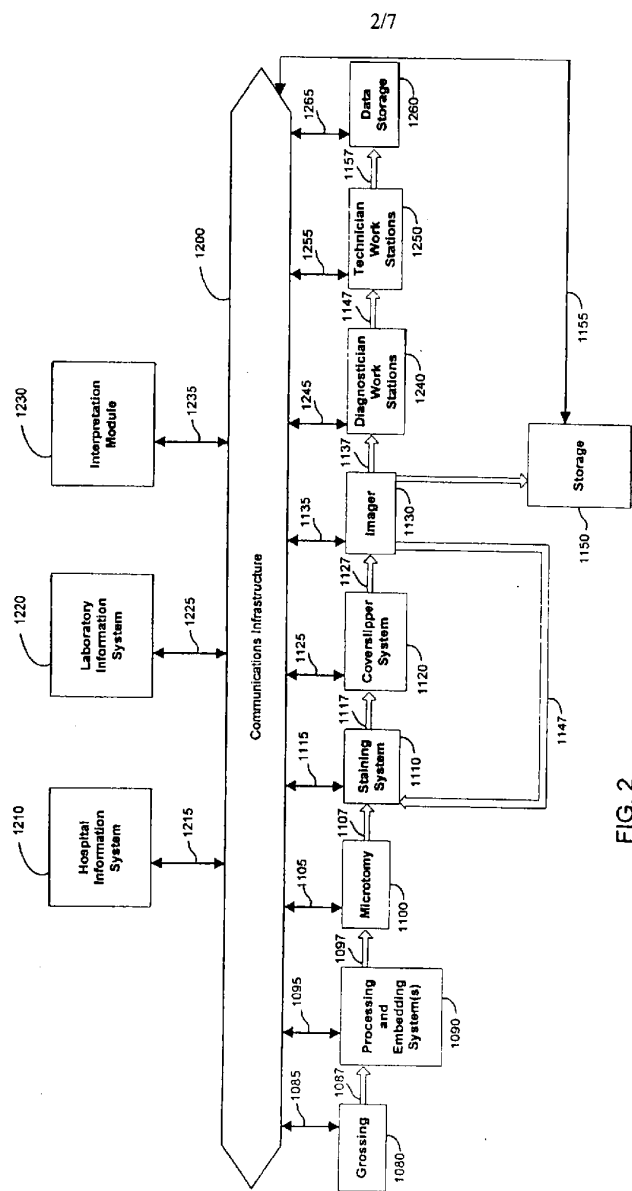 2/7
1210
Hospital
Information
System
1215
1220
Laboratory
Information
System
1225
1230
Interpretation
Module
1235
1200
Communications Infrastructure
1085
1095
1105
1115
1125
1135
1245
1255
1265
Grossing
1080
1087
Processing
and
Embedding
System(s)
1090
1097
Microtomy
1100
1107
Staining
System
1110
1117
Coverslipper
System
1120
1127
Imager
1130
1137
Diagnostician
Work
Stations
1240
1147
Technician
Work
Stations
1250
1157
Data
Storage
1260
1147
Storage
1150
1155
FIG. 2